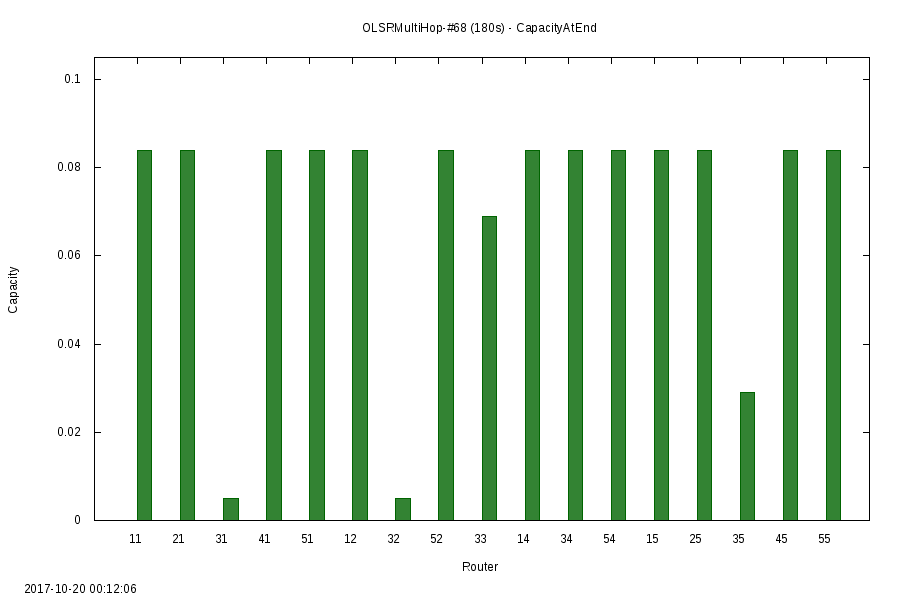 OLSRMultiHop-#68 (180s) - CapacityAtEnd
0.1
0.08
0.06
0.04
0.02
0
Capacity
11 21 31 41 51 12 32 52 33 14 34 54 15 25 35 45 55
Router
2017-10-20 00:12:06